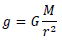 g = G M/r²